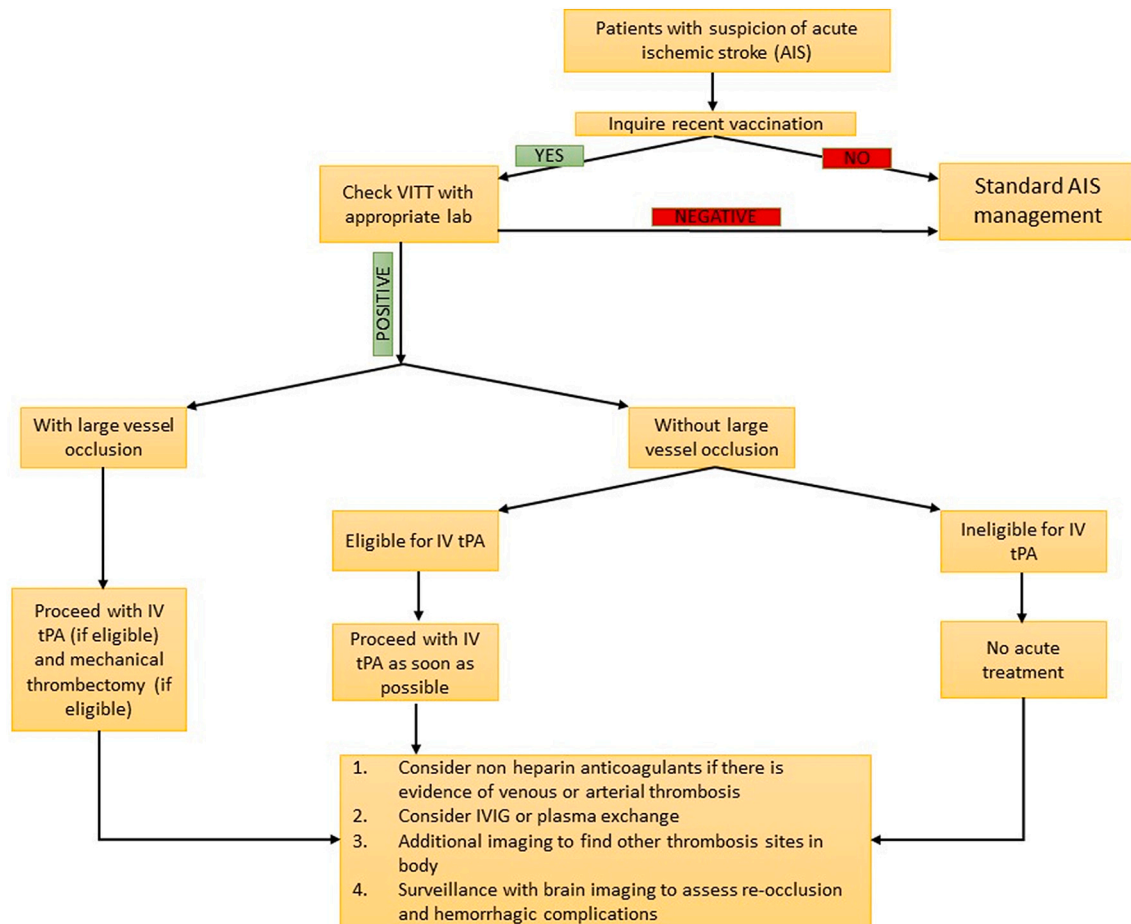 Patients with suspicion of acute
ischemic stroke (AIS)
Inquire recent vaccination
YES
NO
Check VITT with
appropriate lab
NEGATIVE
Standard AIS
management
POSITIVE
With large vessel
occlusion
Without large
vessel occlusion
Eligible for IV tPA
Ineligible for IV
tPA
Proceed with IV
tPA (if eligible)
and mechanical
thrombectomy (if
eligible)
Proceed with IV
tPA as soon as
possible
No acute
treatment
1. Consider non heparin anticoagulants if there is
evidence of venous or arterial thrombosis
2. Consider IVIG or plasma exchange
3. Additional imaging to find other thrombosis sites in
body
4. Surveillance with brain imaging to assess re-occlusion
and hemorrhagic complications